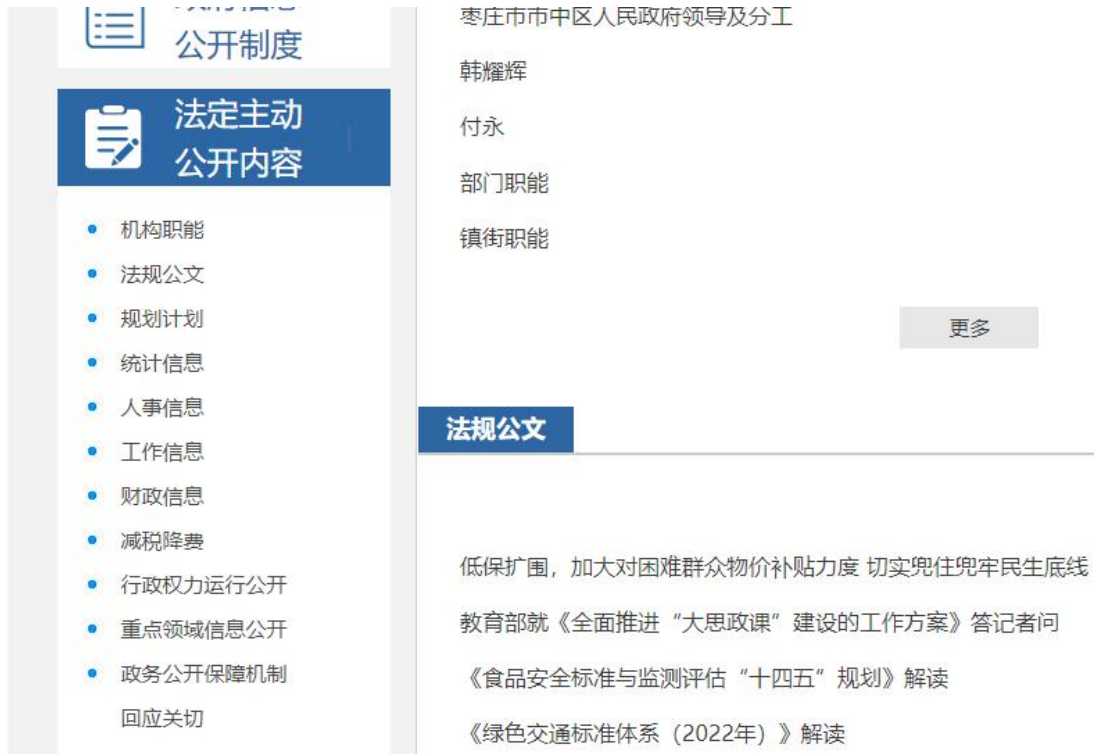 公开制度
法定主动
公开内容
机构职能
法规公文
规划计划
统计信息
人事信息
工作信息
财政信息
减税降费
行政权力运行公开
重点领域信息公开
政务公开保障机制
回应关切
枣庄市市中区人民政府领导及分工
韩耀辉
付永
部门职能
镇街职能
更多
法规公文
低保扩围，加大对困难群众物价补贴力度 切实兜住兜牢民生底线
教育部就《全面推进“大思政课”建设的工作方案》答记者问
《食品安全标准与监测评估“十四五”规划》解读
《绿色交通标准体系（2022年）》解读